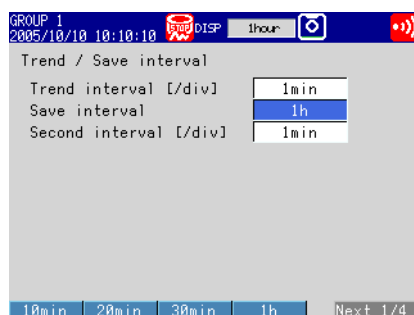 GROUP 1
2005/10/10 10:10:10 STOP DISP 1hour
Trend / Save interval
Trend interval [/div] 1min
Save interval 1h
Second interval [/div] 1min
10min 20min 30min 1h Next 1/4